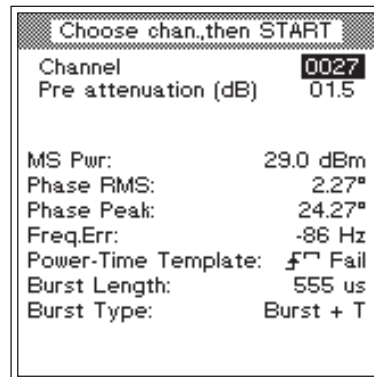 Choose chan.,then START
Channel 0027
Pre attenuation (dB) 01.5
MS Pwr: 29.0 dBm
Phase RMS: 2.27°
Phase Peak: 24.27°
Freq.Err: -86 Hz
Power-Time Template: Fail
Burst Length: 555 us
Burst Type: Burst + T